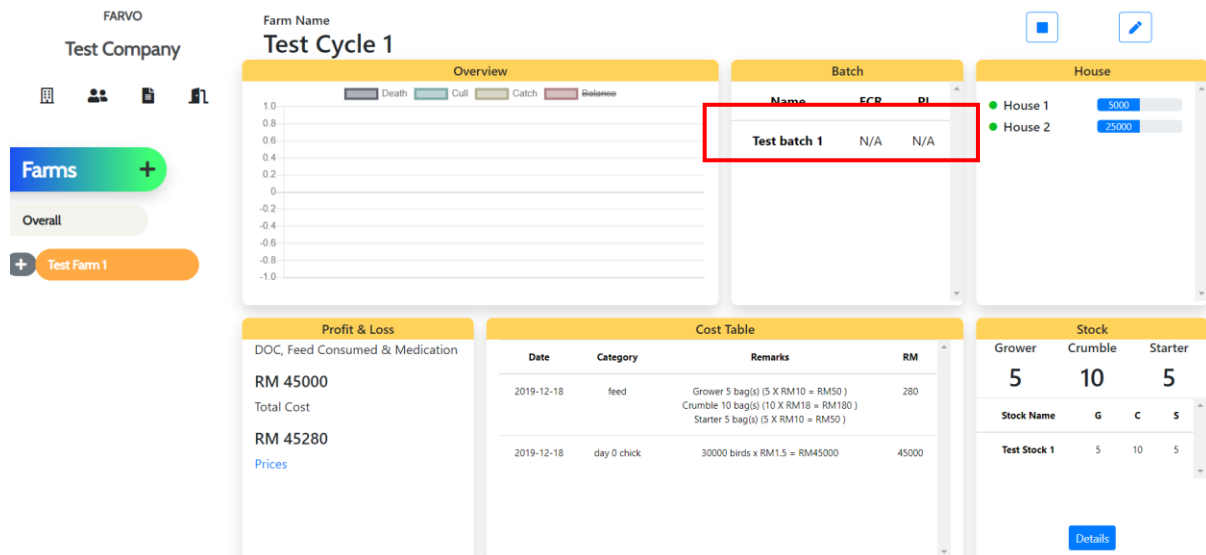 FARVO
Test Company
Farms +
Overall
+ Test Farm 1
Farm Name
Test Cycle 1
Overview
Death Cull Catch Balance
1.0
0.8
0.6
0.4
0.2
0
-0.2
-0.4
-0.6
-0.8
-1.0
Batch
Name FCR PI
Test batch 1 N/A N/A
House
House 1 5000
House 2 25000
Profit & Loss
DOC, Feed Consumed & Medication
RM 45000
Total Cost
RM 45280
Prices
Cost Table
Date Category Remarks RM
2019-12-18 feed Grower 5 bag(s) (5 X RM10 = RM50 ) 280
Crumble 10 bag(s) (10 X RM18 = RM180 )
Starter 5 bag(s) (5 X RM10 = RM50 )
2019-12-18 day 0 chick 30000 birds x RM1.5 = RM45000 45000
Stock
Grower Crumble Starter
5 10 5
Stock Name G C S
Test Stock 1 5 10 5
Details